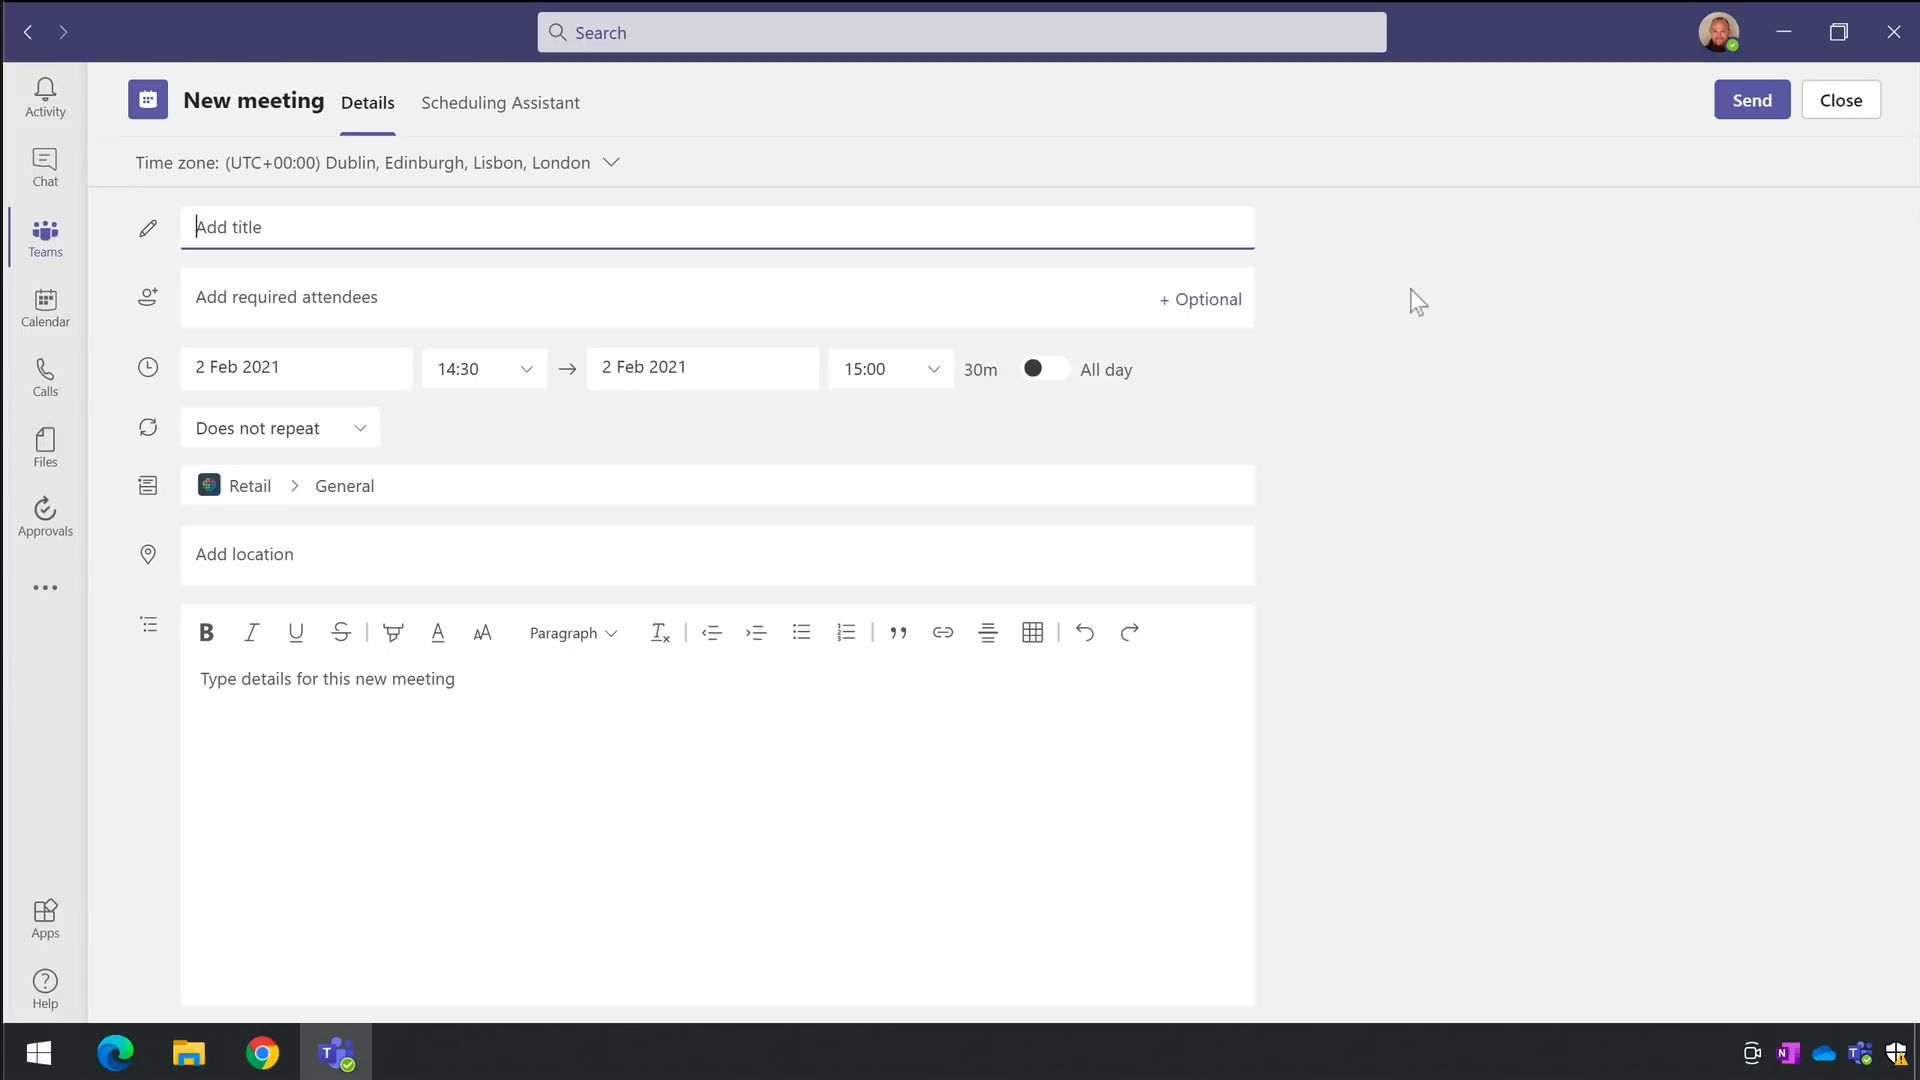 Search
Activity
Chat
Teams
Calendar
Calls
Files
Approvals
Apps
Help
New meeting Details Scheduling Assistant Send Close
Time zone: (UTC+00:00) Dublin, Edinburgh, Lisbon, London
Add title
Add required attendees + Optional
2 Feb 2021 14:30 → 2 Feb 2021 15:00 30m All day
Does not repeat
Retail > General
Add location
B I U S A AA Paragraph
Type details for this new meeting